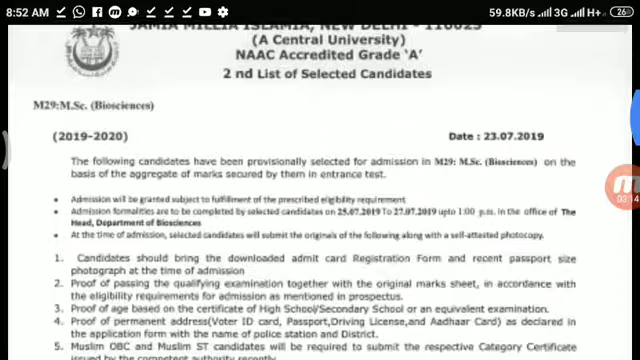 8:52 AM
59.8KB/s 3G H+ 26
JAMIA MILLIA ISLAMIA, NEW DELHI - 110025
(A Central University)
NAAC Accredited Grade 'A'
2 nd List of Selected Candidates
M29:M.Sc. (Biosciences)
(2019-2020) Date : 23.07.2019
The following candidates have been provisionally selected for admission in M29: M.Sc. (Biosciences) on the
basis of the aggregate of marks secured by them in entrance test.
• Admission will be granted subject to fulfillment of the prescribed eligibility requirement.
• Admission formalities are to be completed by selected candidates on 25.07.2019 To 27.07.2019 upto 1:00 p.m. in the office of The
Head, Department of Biosciences
• At the time of admission, selected candidates will submit the originals of the following along with a self-attested photocopy.
03:14
1. Candidates should bring the downloaded admit card Registration Form and recent passport size
photograph at the time of admission
2. Proof of passing the qualifying examination together with the original marks sheet, in accordance with
the eligibility requirements for admission as mentioned in prospectus.
3. Proof of age based on the certificate of High School/Secondary School or an equivalent examination.
4. Proof of permanent address(Voter ID card, Passport,Driving License,and Aadhaar Card) as declared in
the application form with the name of police station and District.
5. Muslim OBC and Muslim ST candidates will be required to submit the respective Category Certificate
issued by the competent authority recently.